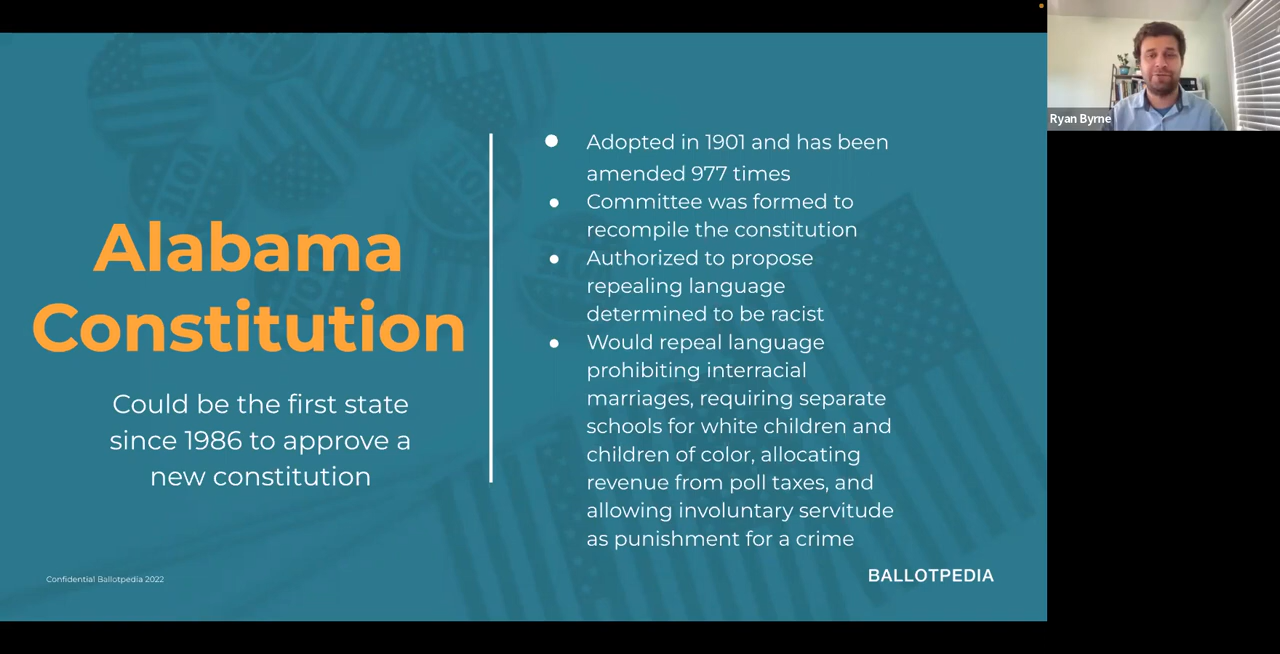 Alabama
Constitution
Could be the first state
since 1986 to approve a
new constitution
Adopted in 1901 and has been
amended 977 times
Committee was formed to
recompile the constitution
Authorized to propose
repealing language
determined to be racist
Would repeal language
prohibiting interracial
marriages, requiring separate
schools for white children and
children of color, allocating
revenue from poll taxes, and
allowing involuntary servitude
as punishment for a crime
Confidential Ballotpedia 2022
BALLOTPEDIA
Ryan Byrne